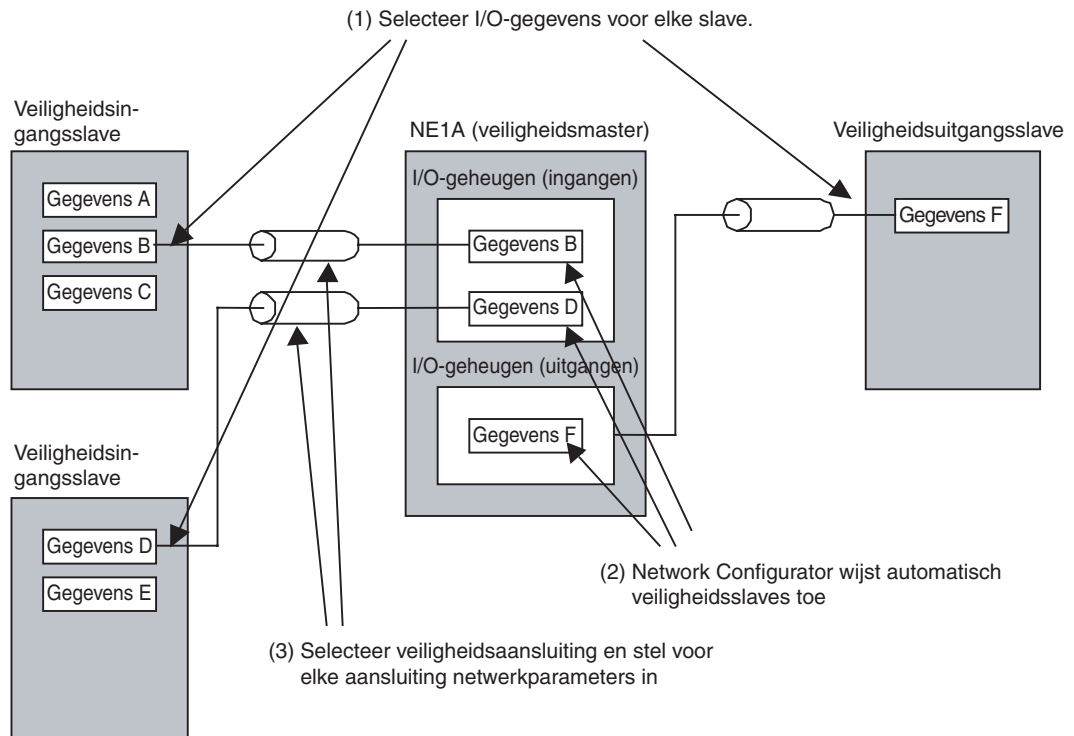 (1) Selecteer I/O-gegevens voor elke slave.
Veiligheidsin-
gangsslave
Gegevens A
Gegevens B
Gegevens C
NE1A (veiligheidsmaster)
I/O-geheugen (ingangen)
Gegevens B
Gegevens D
I/O-geheugen (uitgangen)
Gegevens F
Veiligheidsuitgangsslave
Gegevens F
Veiligheidsin-
gangsslave
Gegevens D
Gegevens E
(2) Network Configurator wijst automatisch
veiligheidsslaves toe
(3) Selecteer veiligheidsaansluiting en stel voor
elke aansluiting netwerkparameters in